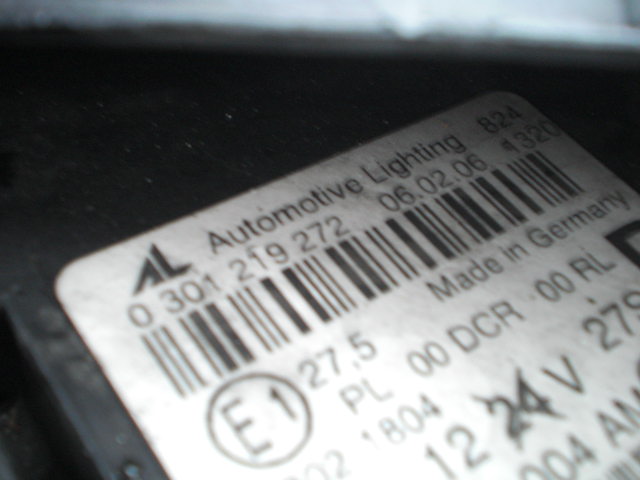 AL Automotive Lighting 824
0 301 219 272 06.02.06 1320
Made in Germany
E1 27,5
PL 00 DCR 00 RL
1804
12 24 V